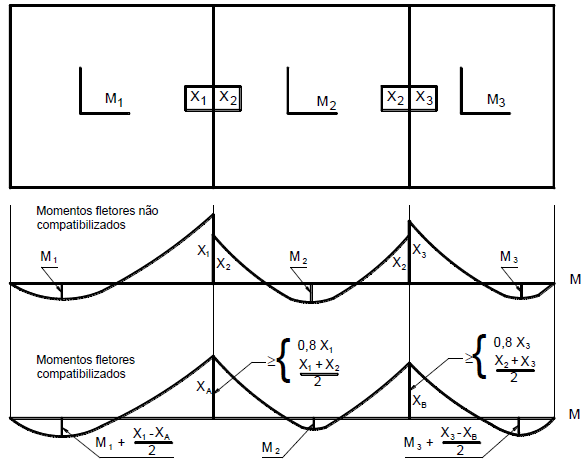 M1 X1 X2 M2 X2 X3 M3
Momentos fletores não
compatibilizados
M1 X1 X2 M2 X2 X3 M3 M
Momentos fletores
compatibilizados
XA ≥ { 0,8 X1
X1 + X2
2
XB ≥ { 0,8 X3
X2 + X3
2
M
M1 + X1 - XA
2
M2
M3 + X3 - XB
2